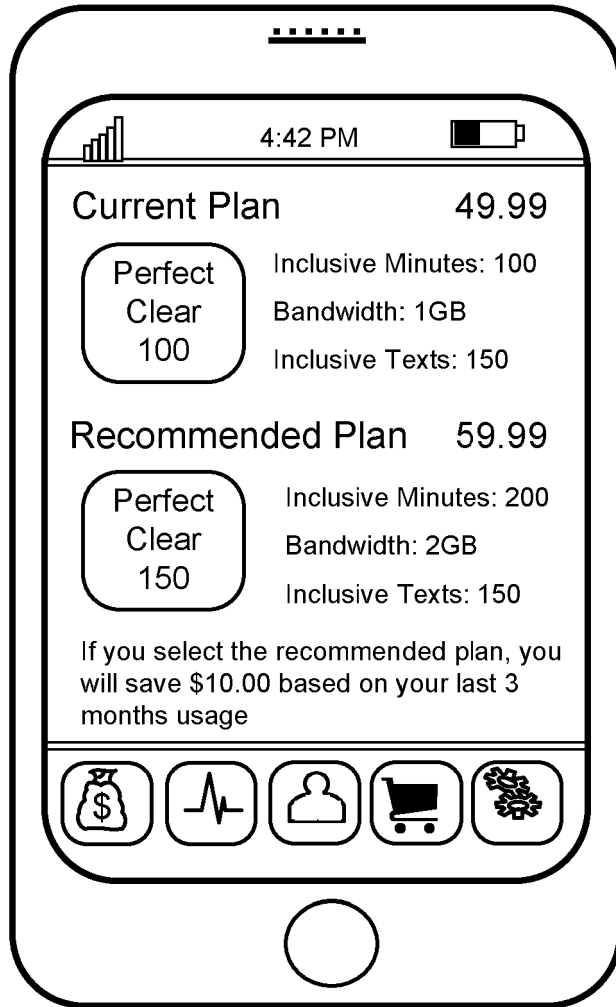 4:42 PM
Current Plan 49.99
Perfect
Clear
100
Inclusive Minutes: 100
Bandwidth: 1GB
Inclusive Texts: 150
Recommended Plan 59.99
Perfect
Clear
150
Inclusive Minutes: 200
Bandwidth: 2GB
Inclusive Texts: 150
If you select the recommended plan, you
will save $10.00 based on your last 3
months usage
$